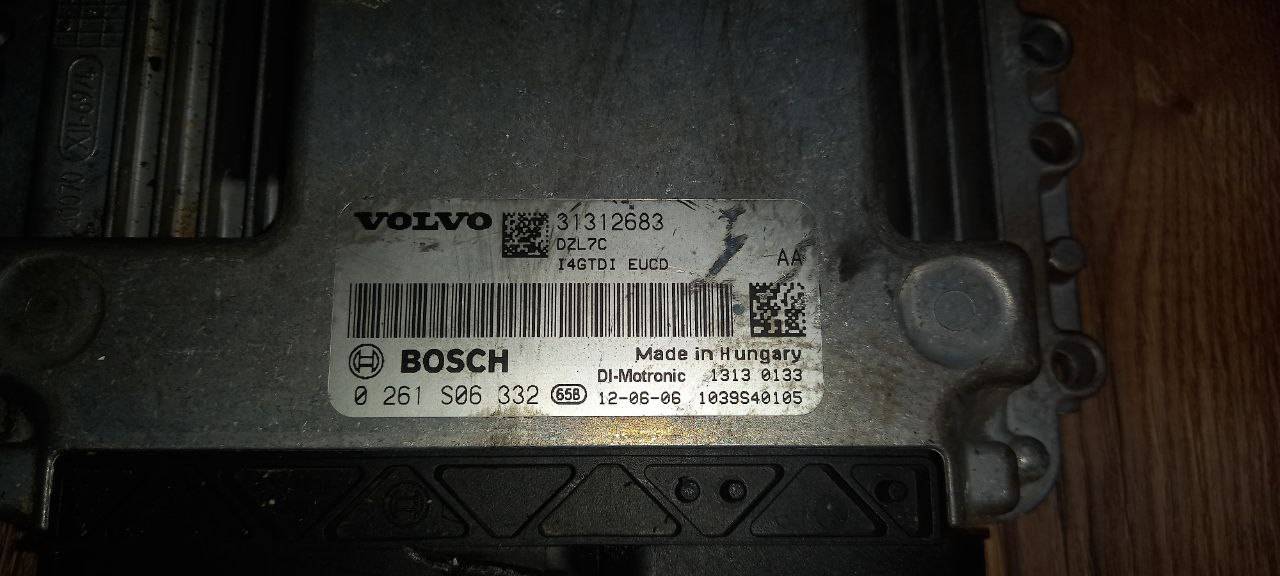 VOLVO 31312683
DZL7C
I4GTDI EUCD
AA
BOSCH Made in Hungary
DI-Motronic 1313 0133
0 261 S06 332 65B 12-06-06 1039S40105